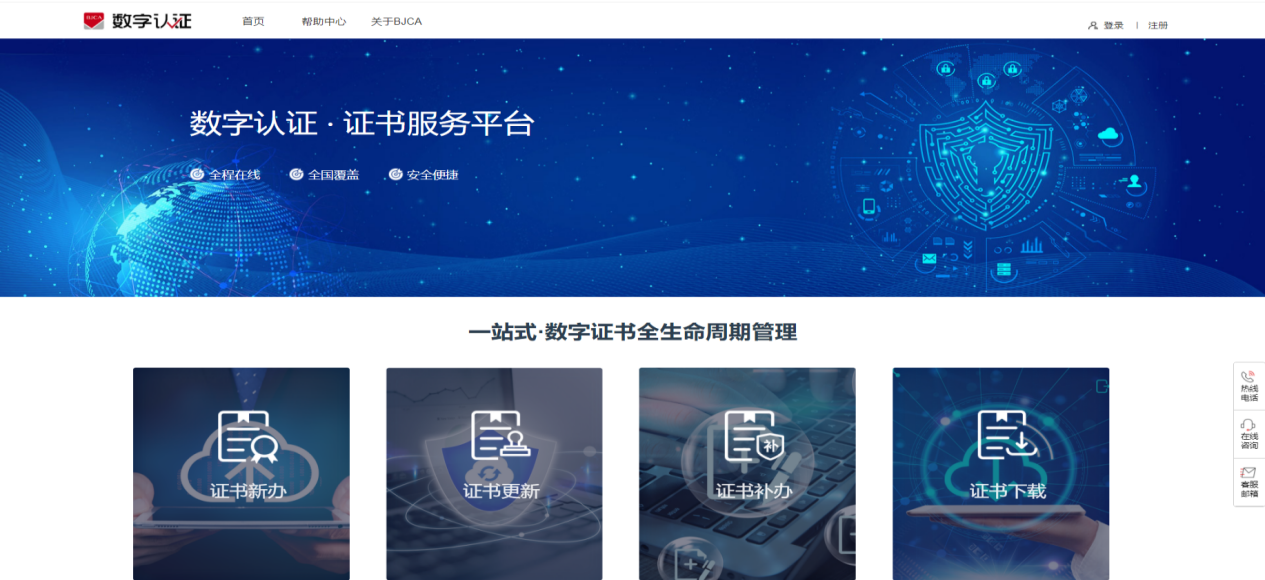 BJCA 数字认证 首页 帮助中心 关于BJCA 登录 | 注册
数字认证 · 证书服务平台
全程在线 全国覆盖 安全便捷
一站式·数字证书全生命周期管理
补
证书新办 证书更新 证书补办 证书下载
热线
电话
在线
咨询
客服
邮箱